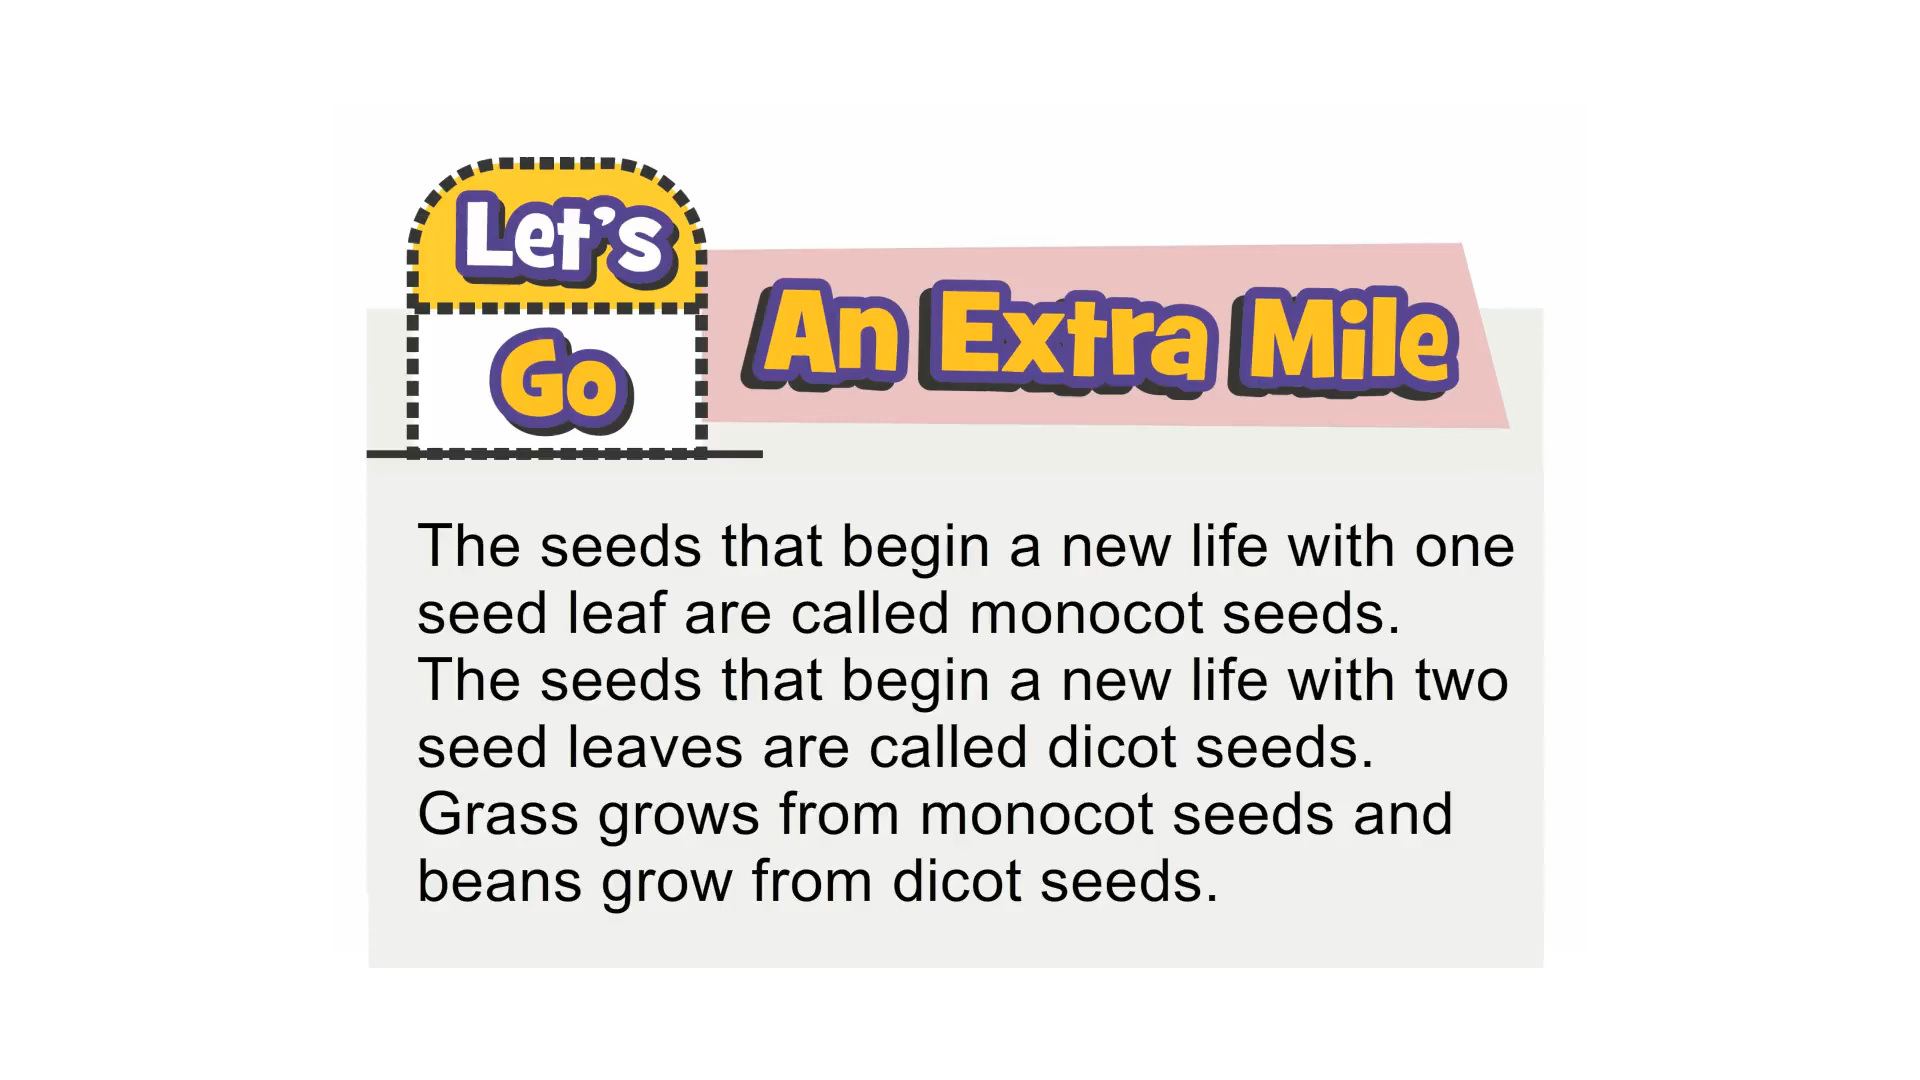 Let's
Go
An Extra Mile
The seeds that begin a new life with one
seed leaf are called monocot seeds.
The seeds that begin a new life with two
seed leaves are called dicot seeds.
Grass grows from monocot seeds and
beans grow from dicot seeds.